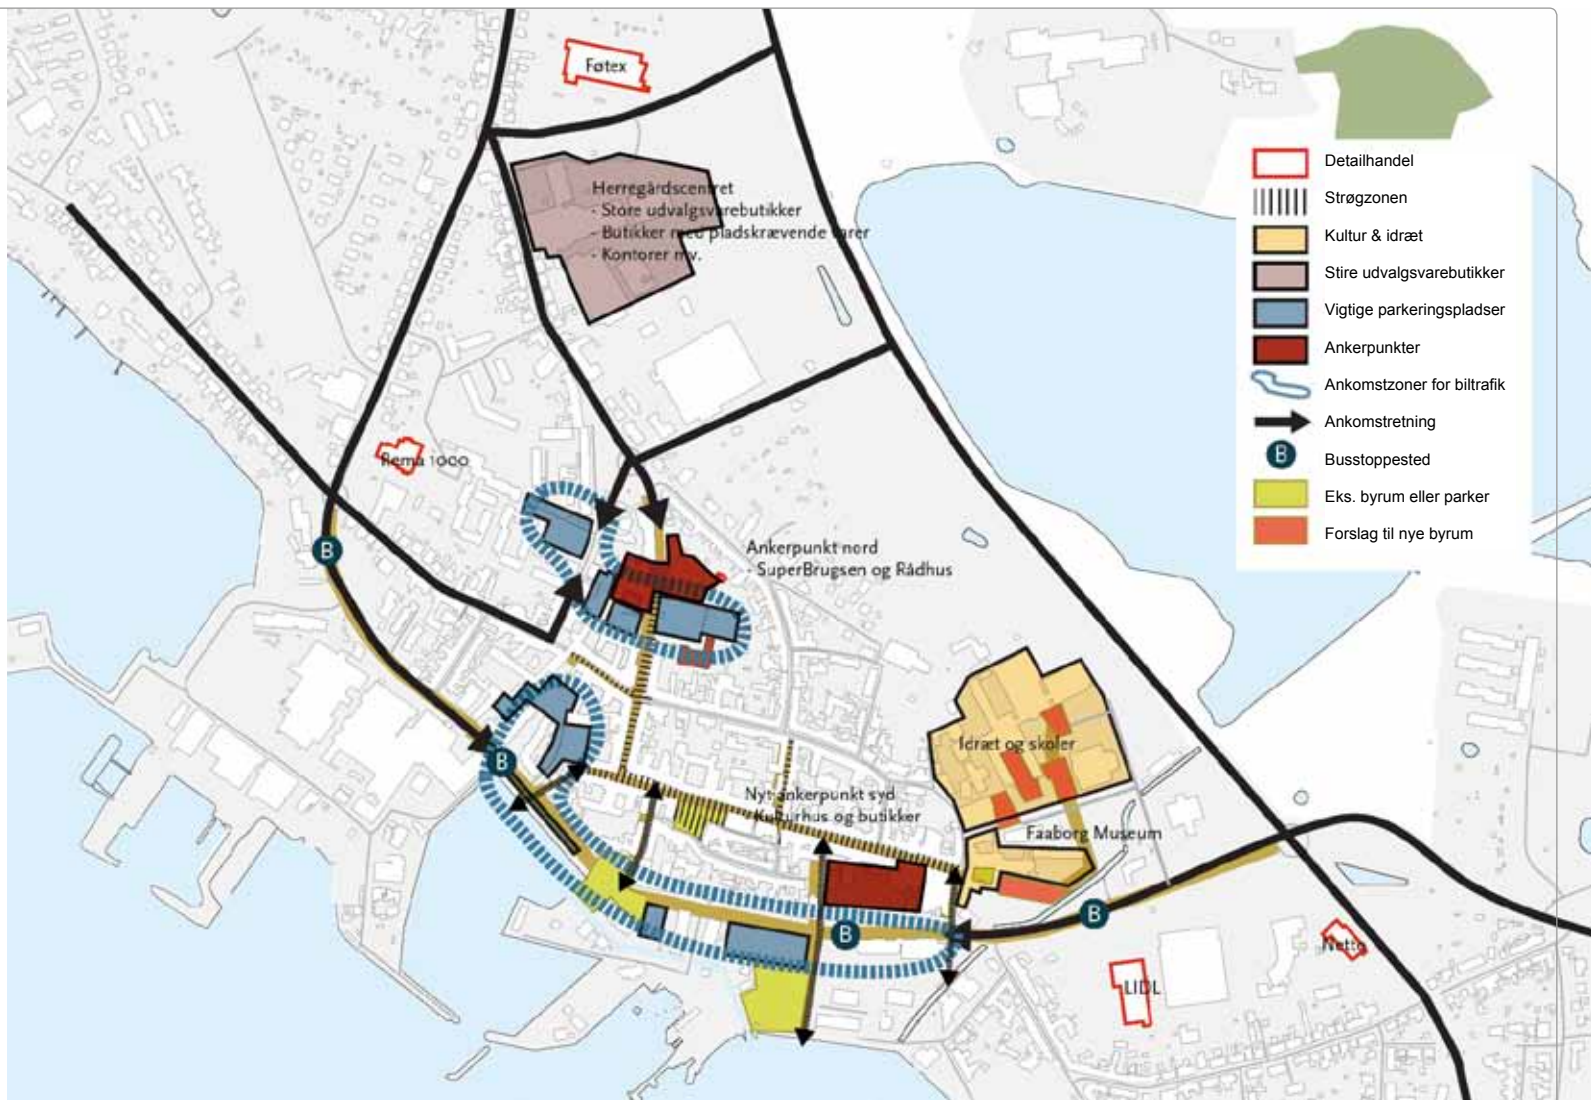 Føtex
Herregårdscentret
- Store udvalgsvarebutikker
- Butikker med pladskrævende varer
- Kontorer mv.
Rema 1000
Ankerpunkt nord
- SuperBrugsen og Rådhus
Idræt og skoler
Nyt ankerpunkt syd
- Kulturhus og butikker
Faaborg Museum
Netto
LIDL
B
B
B
B
Detailhandel
Strøgzonen
Kultur & idræt
Stire udvalgsvarebutikker
Vigtige parkeringspladser
Ankerpunkter
Ankomstzoner for biltrafik
Ankomstretning
B Busstoppested
Eks. byrum eller parker
Forslag til nye byrum